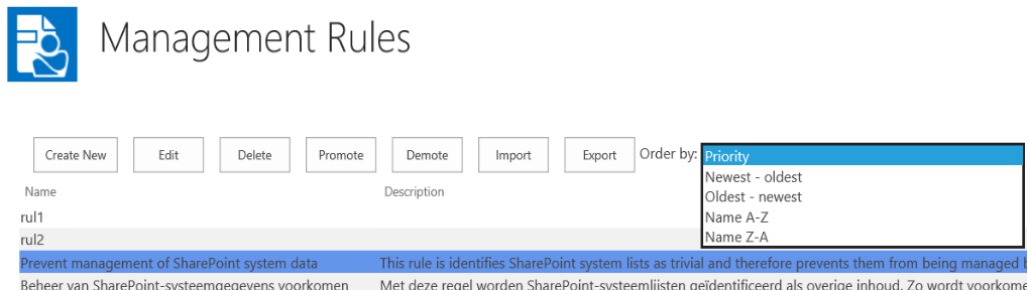 Management Rules
Create New Edit Delete Promote Demote Import Export Order by: Priority
Newest - oldest
Oldest - newest
Name A-Z
Name Z-A
Name Description
rul1
rul2
Prevent management of SharePoint system data This rule is identifies SharePoint system lists as trivial and therefore prevents them from being managed
Beheer van SharePoint-systeemgegevens voorkomen Met deze regel worden SharePoint-systeemlijsten geïdentificeerd als overige inhoud. Zo wordt